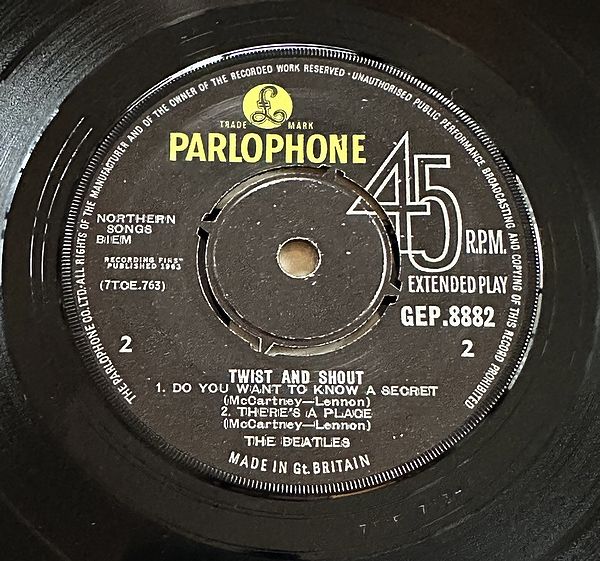 THE PARLOPHONE CO. LTD. ALL RIGHTS OF THE MANUFACTURER AND OF THE OWNER OF THE RECORDED WORK RESERVED · UNAUTHORISED PUBLIC PERFORMANCE BROADCASTING AND COPYING OF THIS RECORD PROHIBITED
£
TRADE MARK
PARLOPHONE
45
R.P.M.
EXTENDED PLAY
GEP.8882
NORTHERN
SONGS
BIEM
RECORDING FIRST
PUBLISHED 1963
(7TCE.763)
2
2
TWIST AND SHOUT
1. DO YOU WANT TO KNOW A SECRET
(McCartney—Lennon)
2. THERE'S A PLACE
(McCartney—Lennon)
THE BEATLES
MADE IN Gt. BRITAIN